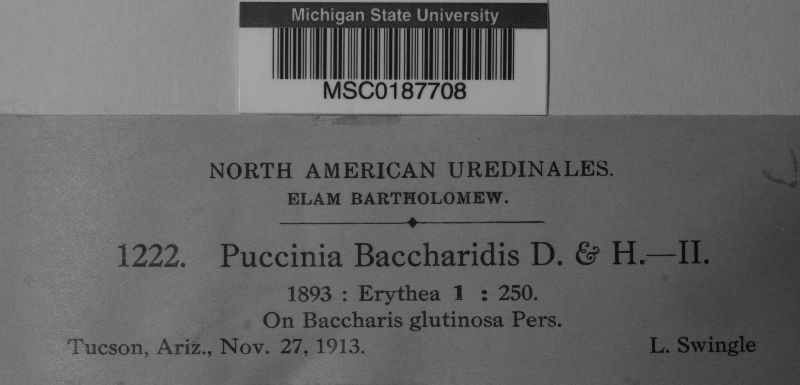 Michigan State University
MSC0187708
NORTH AMERICAN UREDINALES.
ELAM BARTHOLOMEW.
1222. Puccinia Baccharidis D. & H.—II.
1893 : Erythea 1 : 250.
On Baccharis glutinosa Pers.
Tucson, Ariz., Nov. 27, 1913. L. Swingle